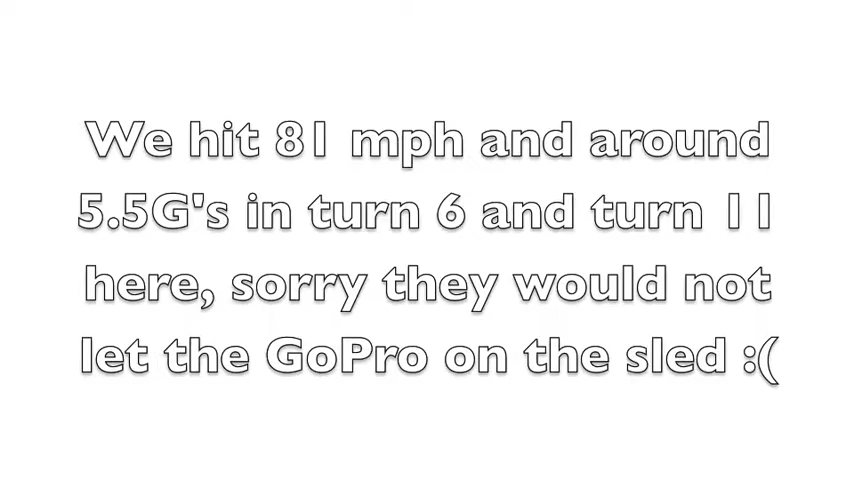 We hit 81 mph and around
5.5G's in turn 6 and turn 11
here, sorry they would not
let the GoPro on the sled :(